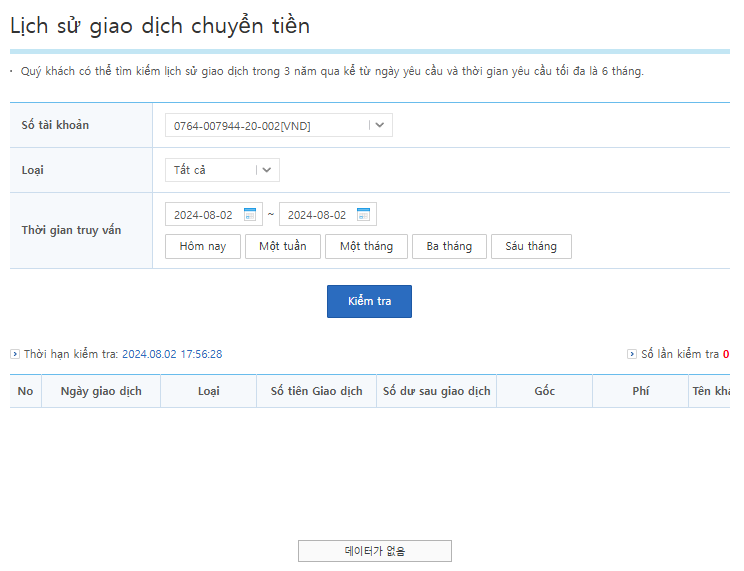 Lịch sử giao dịch chuyển tiền
· Quý khách có thể tìm kiếm lịch sử giao dịch trong 3 năm qua kể từ ngày yêu cầu và thời gian yêu cầu tối đa là 6 tháng.
Số tài khoản 0764-007944-20-002[VND]
Loại Tất cả
Thời gian truy vấn 2024-08-02 ~ 2024-08-02
Hôm nay Một tuần Một tháng Ba tháng Sáu tháng
Kiểm tra
Thời hạn kiểm tra: 2024.08.02 17:56:28 Số lần kiểm tra 0
No Ngày giao dịch Loại Số tiên Giao dịch Số dư sau giao dịch Gốc Phí Tên khá
데이터가 없음